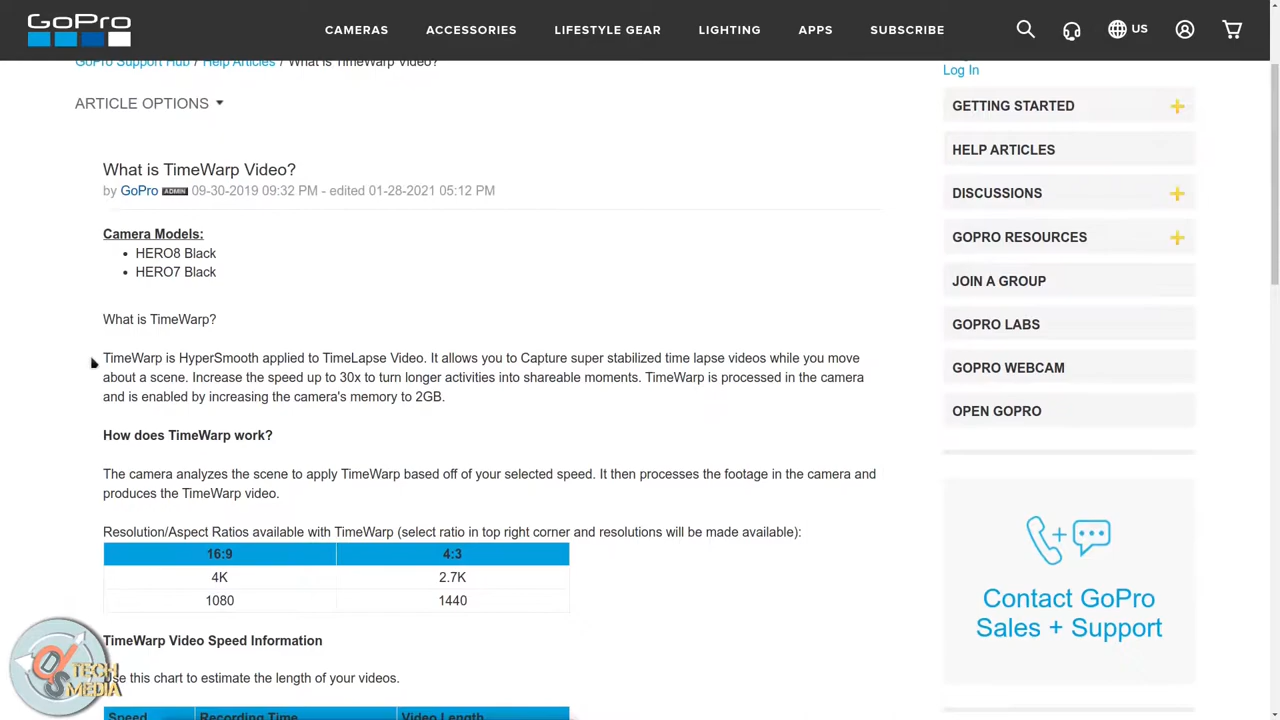 GoPro
CAMERAS ACCESSORIES LIFESTYLE GEAR LIGHTING APPS SUBSCRIBE US
GoPro Support Hub / Help Articles / What is TimeWarp Video?
Log In
ARTICLE OPTIONS
What is TimeWarp Video?
by GoPro ADMIN 09-30-2019 09:32 PM - edited 01-28-2021 05:12 PM
Camera Models:
• HERO8 Black
• HERO7 Black
What is TimeWarp?
TimeWarp is HyperSmooth applied to TimeLapse Video. It allows you to Capture super stabilized time lapse videos while you move
about a scene. Increase the speed up to 30x to turn longer activities into shareable moments. TimeWarp is processed in the camera
and is enabled by increasing the camera's memory to 2GB.
How does TimeWarp work?
The camera analyzes the scene to apply TimeWarp based off of your selected speed. It then processes the footage in the camera and
produces the TimeWarp video.
Resolution/Aspect Ratios available with TimeWarp (select ratio in top right corner and resolutions will be made available):
16:9 4:3
4K 2.7K
1080 1440
TimeWarp Video Speed Information
se this chart to estimate the length of your videos.
Speed Recording Time Video Length
GETTING STARTED +
HELP ARTICLES
DISCUSSIONS +
GOPRO RESOURCES +
JOIN A GROUP
GOPRO LABS
GOPRO WEBCAM
OPEN GOPRO
Contact GoPro
Sales + Support
TECH
MEDIA